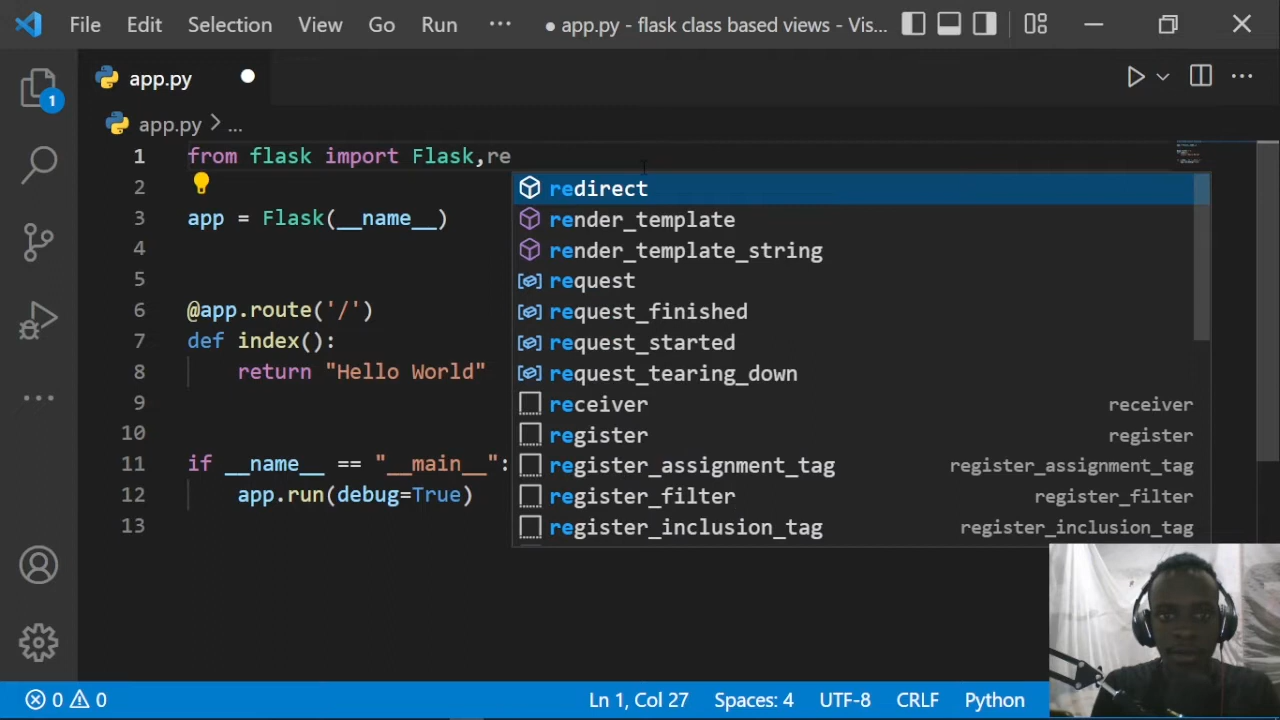 File Edit Selection View Go Run ··· ● app.py - flask class based views - Vis...
app.py
1
app.py > ...
1 from flask import Flask,re
2
3 app = Flask(__name__)
4
5
6 @app.route('/')
7 def index():
8 return "Hello World"
9
10
11 if __name__ == "__main__":
12 app.run(debug=True)
13
redirect
render_template
render_template_string
request
request_finished
request_started
request_tearing_down
receiver receiver
register register
register_assignment_tag register_assignment_tag
register_filter register_filter
register_inclusion_tag register_inclusion_tag
0 0 Ln 1, Col 27 Spaces: 4 UTF-8 CRLF Python